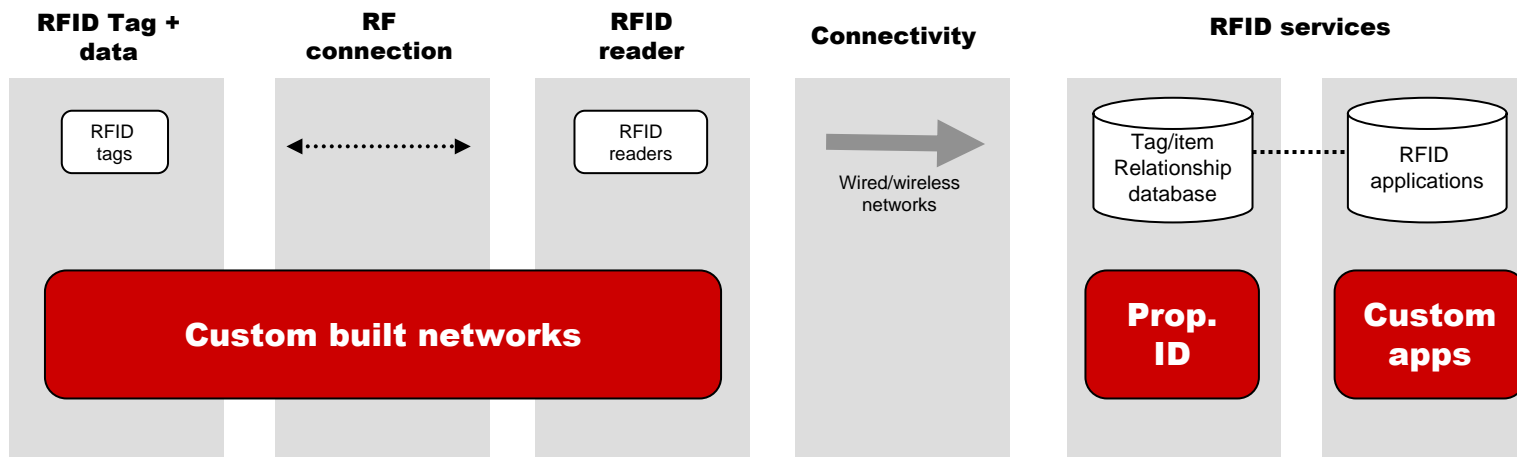 RFID Tag +
data
RF
connection
RFID
reader
Connectivity
RFID services
RFID
tags
RFID
readers
Wired/wireless
networks
Tag/item
Relationship
database
RFID
applications
Custom built networks
Prop.
ID
Custom
apps